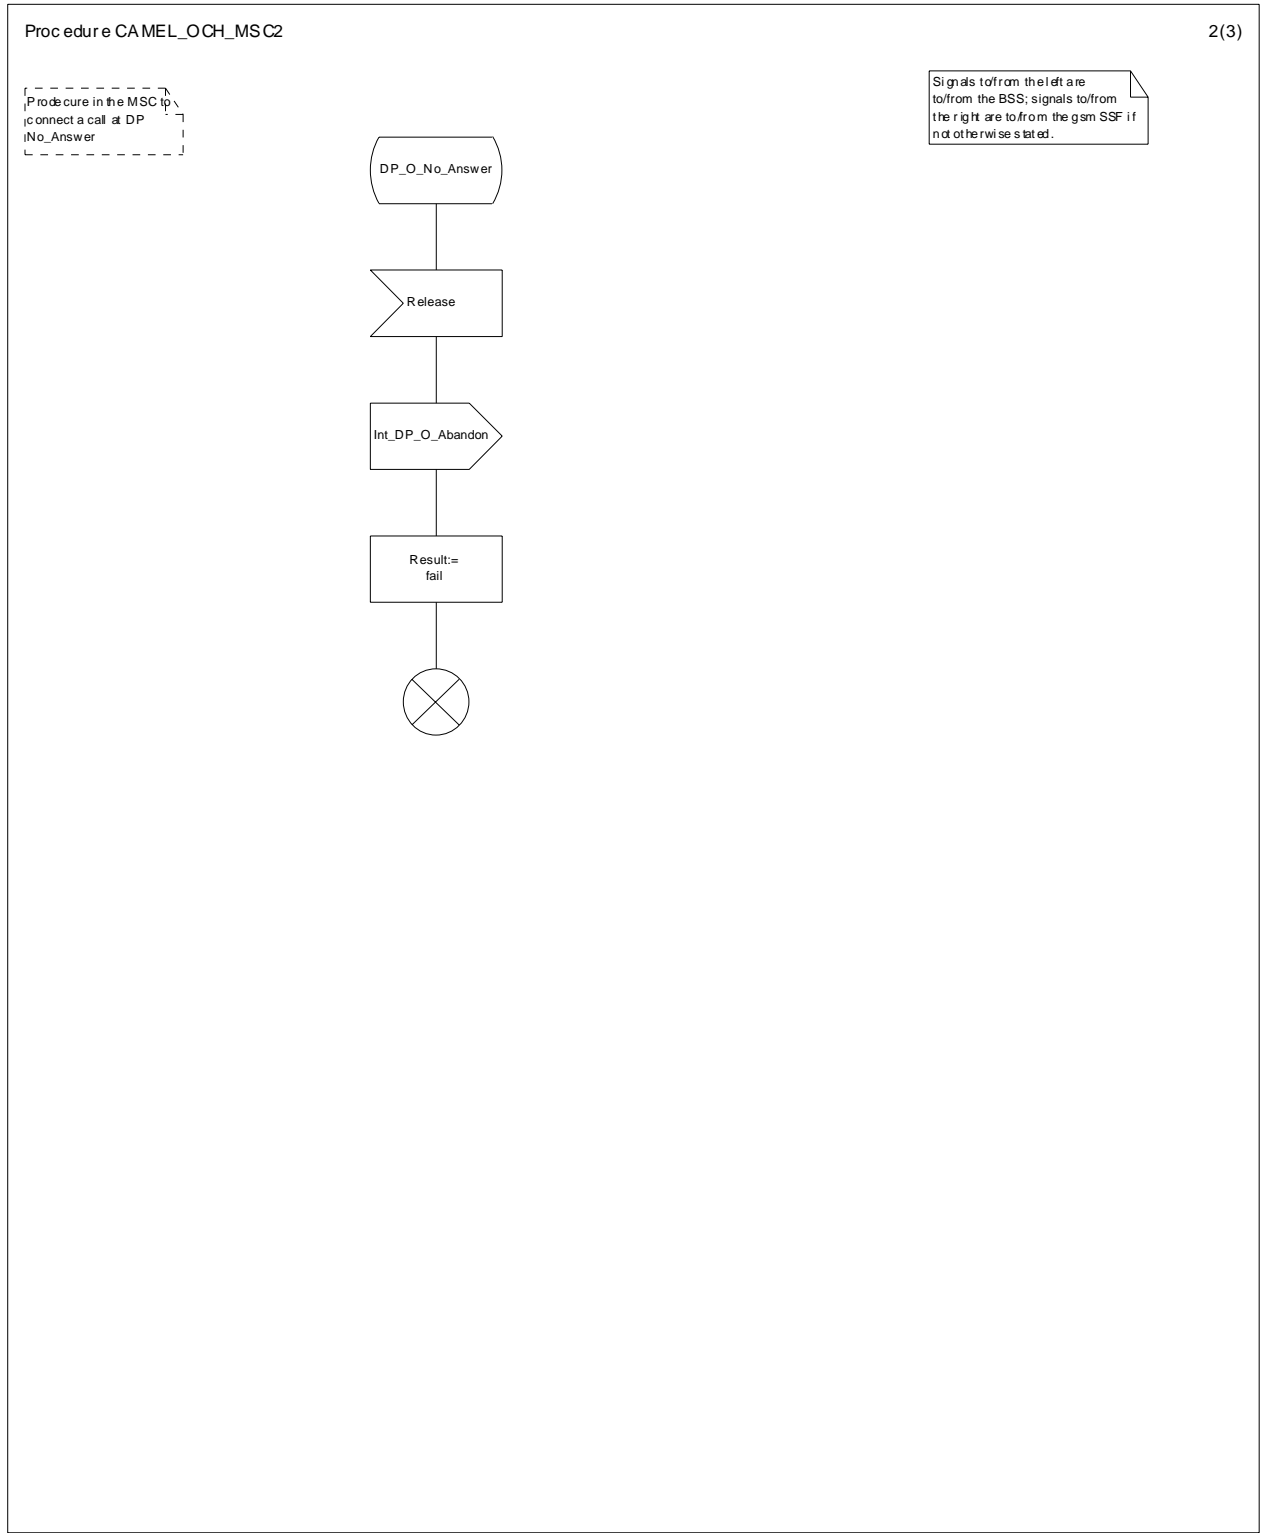 Procedure CAMEL_OCH_MSC2
2(3)
Prodecure in the MSC to
connect a call at DP
No_Answer
Signals to/from the left are
to/from the BSS; signals to/from
the right are to/from the gsmSSF if
not otherwise stated.
DP_O_No_Answer
Release
Int_DP_O_Abandon
Result:=
fail